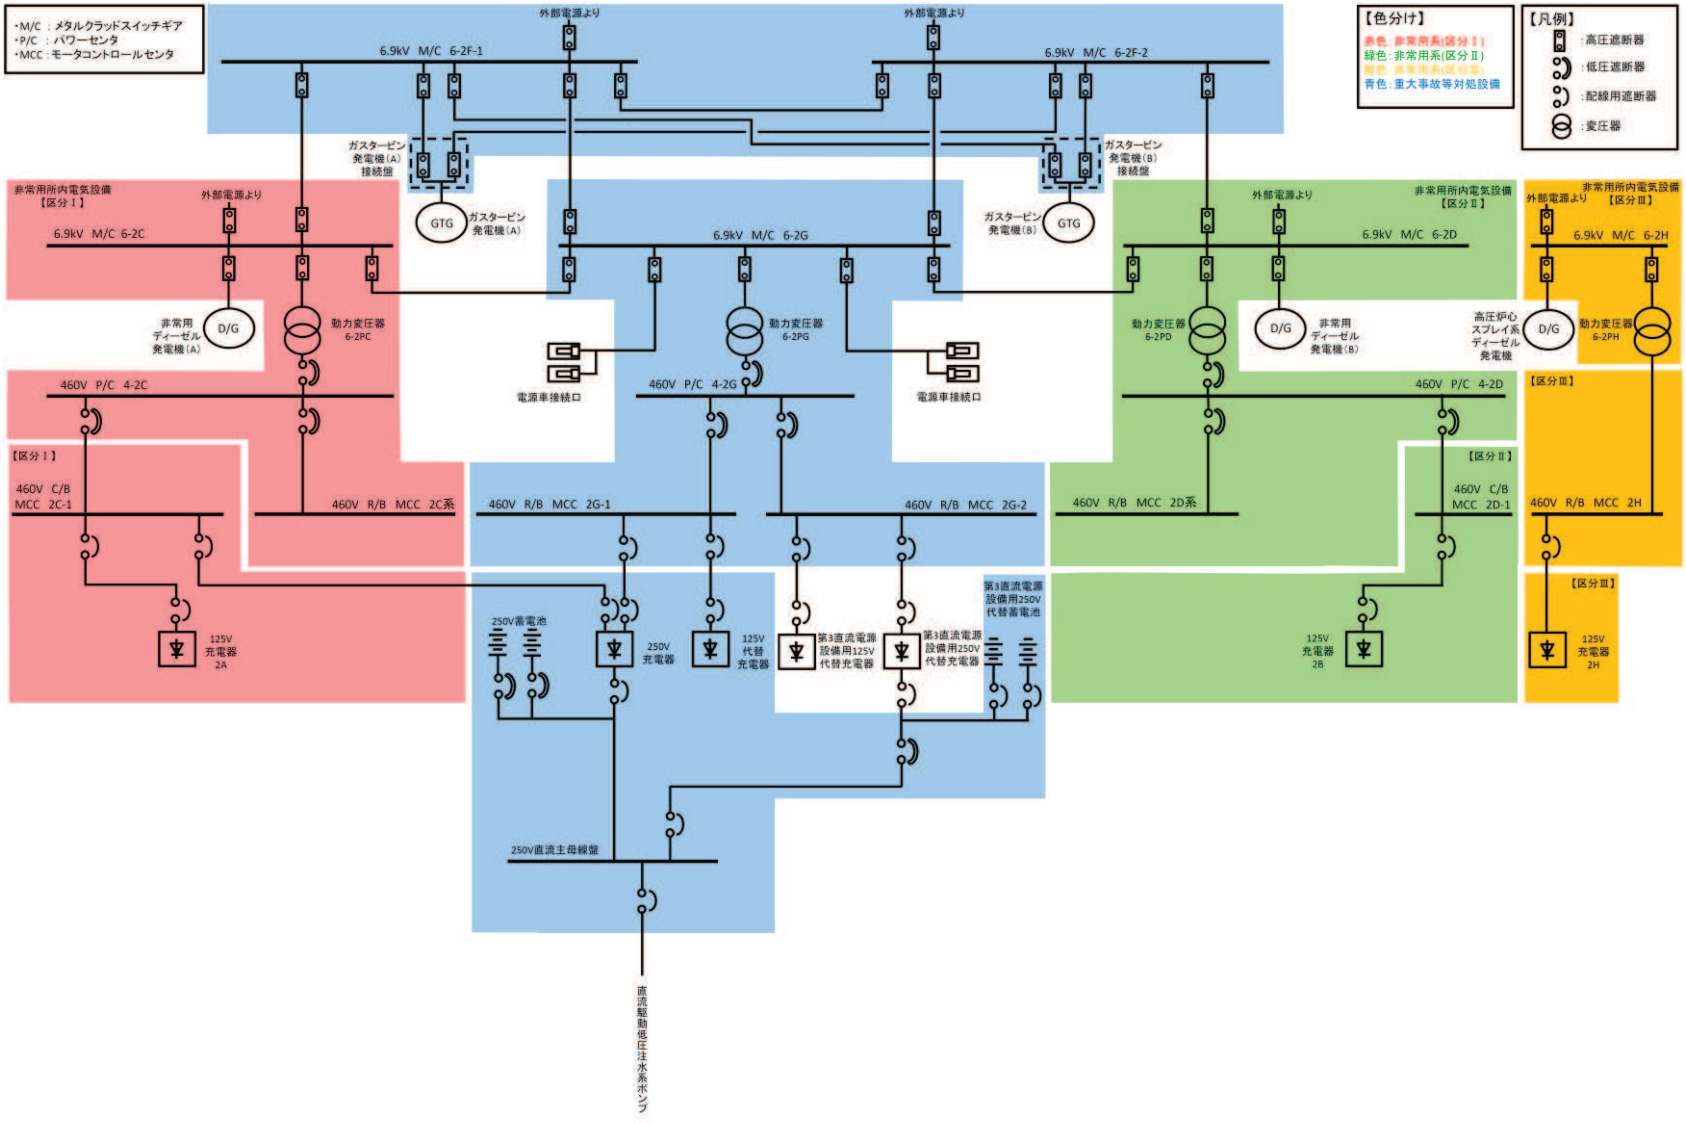 ・M/C ：メタルクラッドスイッチギア
・P/C ：パワーセンタ
・MCC：モータコントロールセンタ
外部電源より
外部電源より
6.9kV M/C 6-2F-1
6.9kV M/C 6-2F-2
【色分け】
赤色：非常用系(区分Ⅰ)
緑色：非常用系(区分Ⅱ)
橙色：非常用系(区分Ⅲ)
青色：重大事故等対処設備
【凡例】
：高圧遮断器
：低圧遮断器
：配線用遮断器
：変圧器
ガスタービン
発電機(A)
接続盤
ガスタービン
発電機(B)
接続盤
GTG
ガスタービン
発電機(A)
ガスタービン
発電機(B)
GTG
非常用所内電気設備
【区分Ⅰ】
外部電源より
6.9kV M/C 6-2C
6.9kV M/C 6-2G
外部電源より
非常用所内電気設備
【区分Ⅱ】
6.9kV M/C 6-2D
非常用所内電気設備
【区分Ⅲ】
外部電源より
6.9kV M/C 6-2H
非常用
ディーゼル
発電機(A)
D/G
動力変圧器
6-2PC
動力変圧器
6-2PG
動力変圧器
6-2PD
D/G
非常用
ディーゼル
発電機(B)
高圧炉心
スプレイ系
ディーゼル
発電機
D/G
動力変圧器
6-2PH
電源車接続口
電源車接続口
460V P/C 4-2C
460V P/C 4-2G
460V P/C 4-2D
【区分Ⅲ】
【区分Ⅰ】
460V C/B
MCC 2C-1
460V R/B MCC 2C系
460V R/B MCC 2G-1
460V R/B MCC 2G-2
460V R/B MCC 2D系
【区分Ⅱ】
460V C/B
MCC 2D-1
460V R/B MCC 2H
【区分Ⅲ】
125V
充電器
2A
250V蓄電池
250V
充電器
125V
代替
充電器
第3直流電源
設備用125V
代替充電器
第3直流電源
設備用250V
代替充電器
第3直流電源
設備用250V
代替蓄電池
125V
充電器
2B
125V
充電器
2H
250V直流主母線盤
直流駆動低圧注水系ポンプ